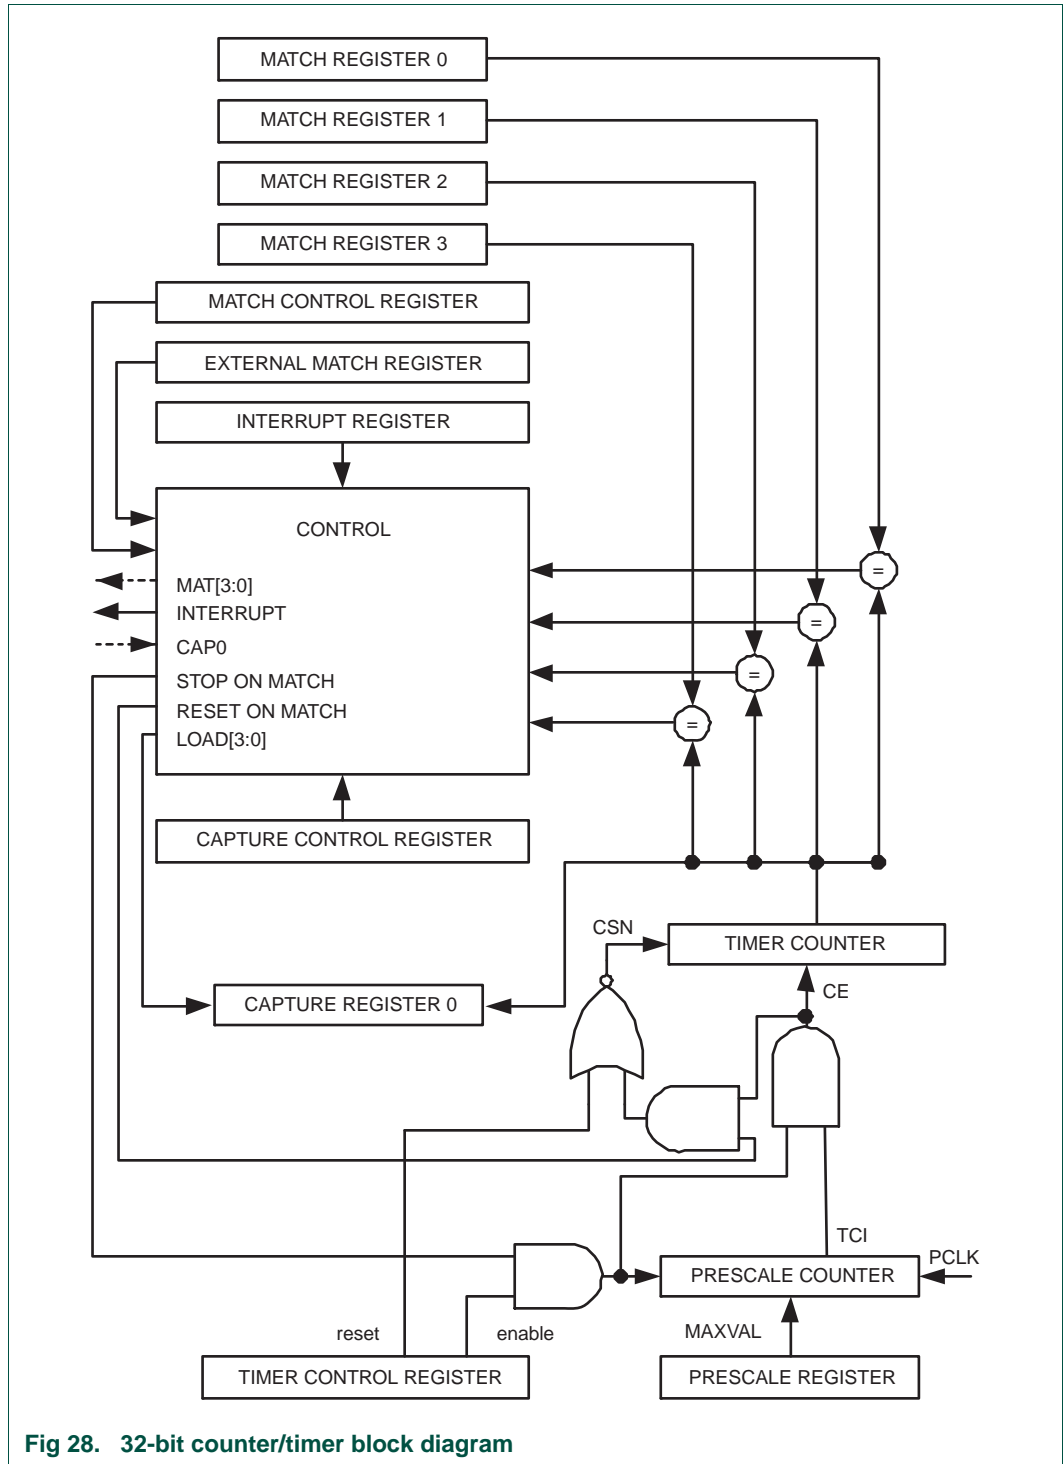 MATCH REGISTER 0
MATCH REGISTER 1
MATCH REGISTER 2
MATCH REGISTER 3
MATCH CONTROL REGISTER
EXTERNAL MATCH REGISTER
INTERRUPT REGISTER
CONTROL
=
MAT[3:0]
INTERRUPT
=
CAP0
STOP ON MATCH
=
RESET ON MATCH
=
LOAD[3:0]
CAPTURE CONTROL REGISTER
CSN
TIMER COUNTER
CE
CAPTURE REGISTER 0
TCI
PCLK
PRESCALE COUNTER
reset
enable
MAXVAL
TIMER CONTROL REGISTER
PRESCALE REGISTER
Fig 28. 32-bit counter/timer block diagram